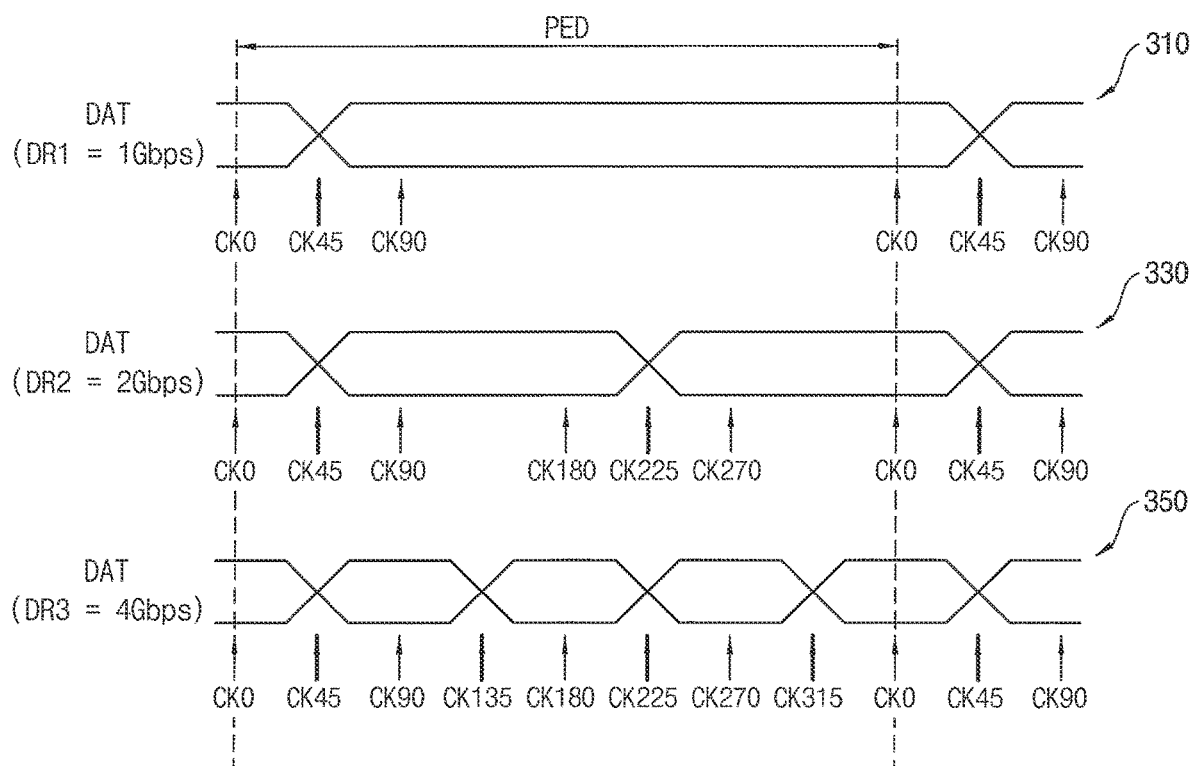 PED
310
DAT
(DR1 = 1Gbps)
CK0 CK45 CK90 CK0 CK45 CK90
330
DAT
(DR2 = 2Gbps)
CK0 CK45 CK90 CK180 CK225 CK270 CK0 CK45 CK90
350
DAT
(DR3 = 4Gbps)
CK0 CK45 CK90 CK135 CK180 CK225 CK270 CK315 CK0 CK45 CK90